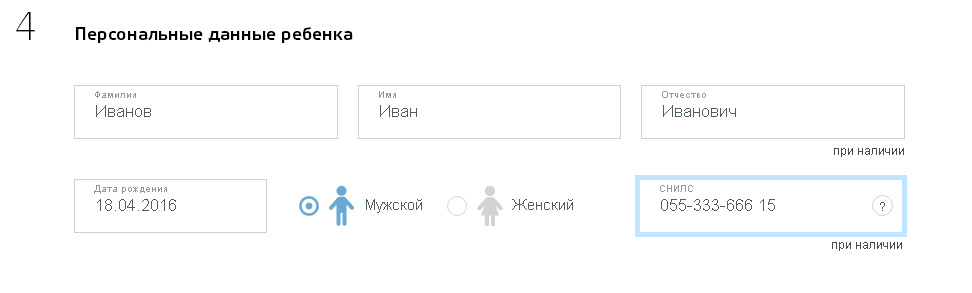 4 Персональные данные ребенка
Фамилия Имя Отчество
Иванов Иван Иванович
при наличии
Дата рождения СНИЛС
18.04.2016 Мужской Женский 055-333-666 15 ?
при наличии